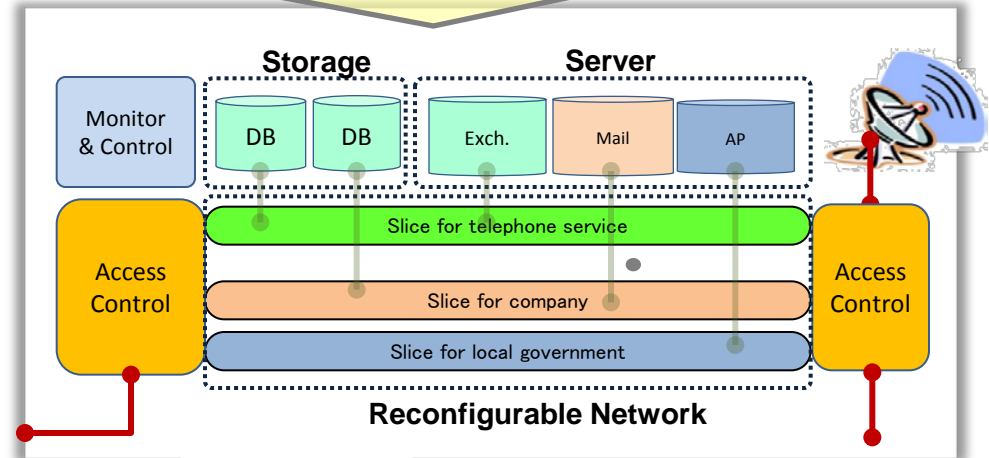 Storage
Server
Monitor
& Control
DB
DB
Exch.
Mail
AP
Slice for telephone service
Access
Control
Access
Control
Slice for company
Slice for local government
Reconfigurable Network